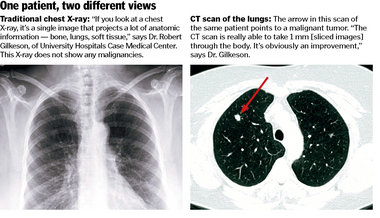 One patient, two different views
Traditional chest X-ray: "If you look at a chest
X-ray, it's a single image that projects a lot of anatomic
information — bone, lungs, soft tissue," says Dr. Robert
Gilkeson, of University Hospitals Case Medical Center.
This X-ray does not show any malignancies.
CT scan of the lungs: The arrow in this scan of
the same patient points to a malignant tumor. "The
CT scan is really able to take 1 mm [sliced images]
through the body. It's obviously an improvement,"
says Dr. Gilkeson.